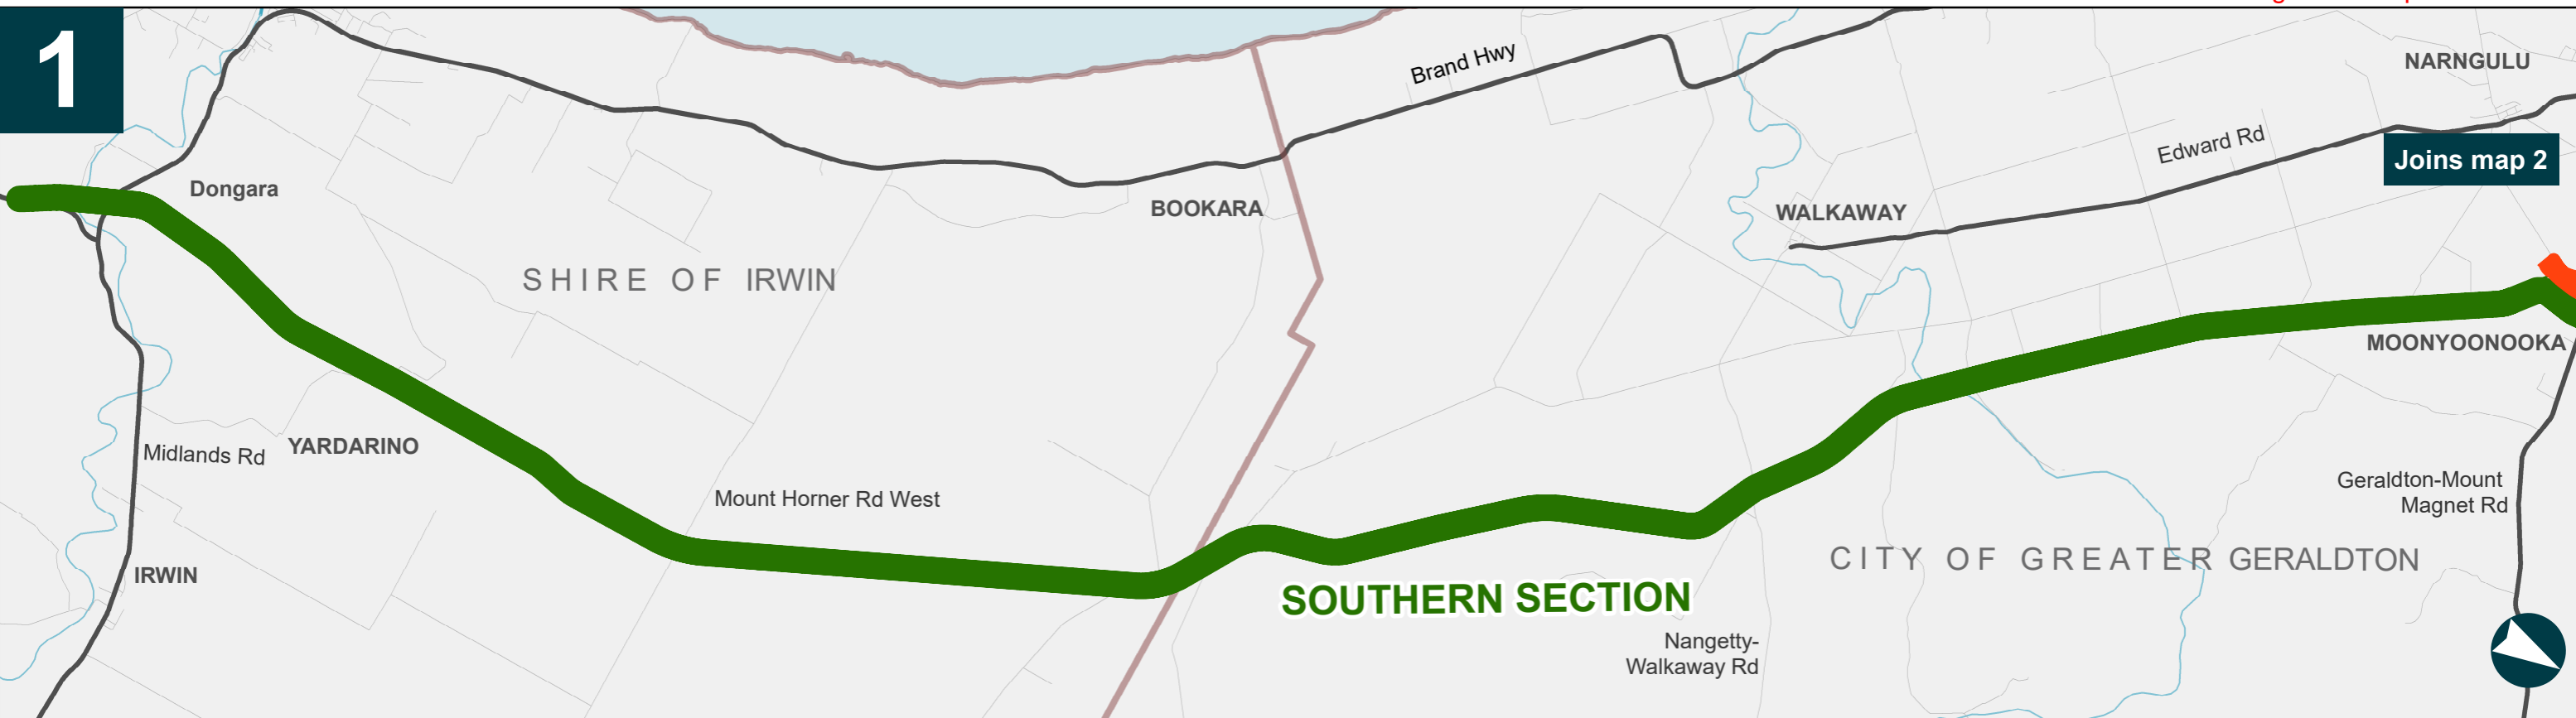 1
Brand Hwy
NARNGULU
Edward Rd
Joins map 2
Dongara
BOOKARA
WALKAWAY
SHIRE OF IRWIN
MOONYOONOOKA
Midlands Rd
YARDARINO
Mount Horner Rd West
Geraldton-Mount
Magnet Rd
IRWIN
CITY OF GREATER GERALDTON
SOUTHERN SECTION
Nangetty-
Walkaway Rd